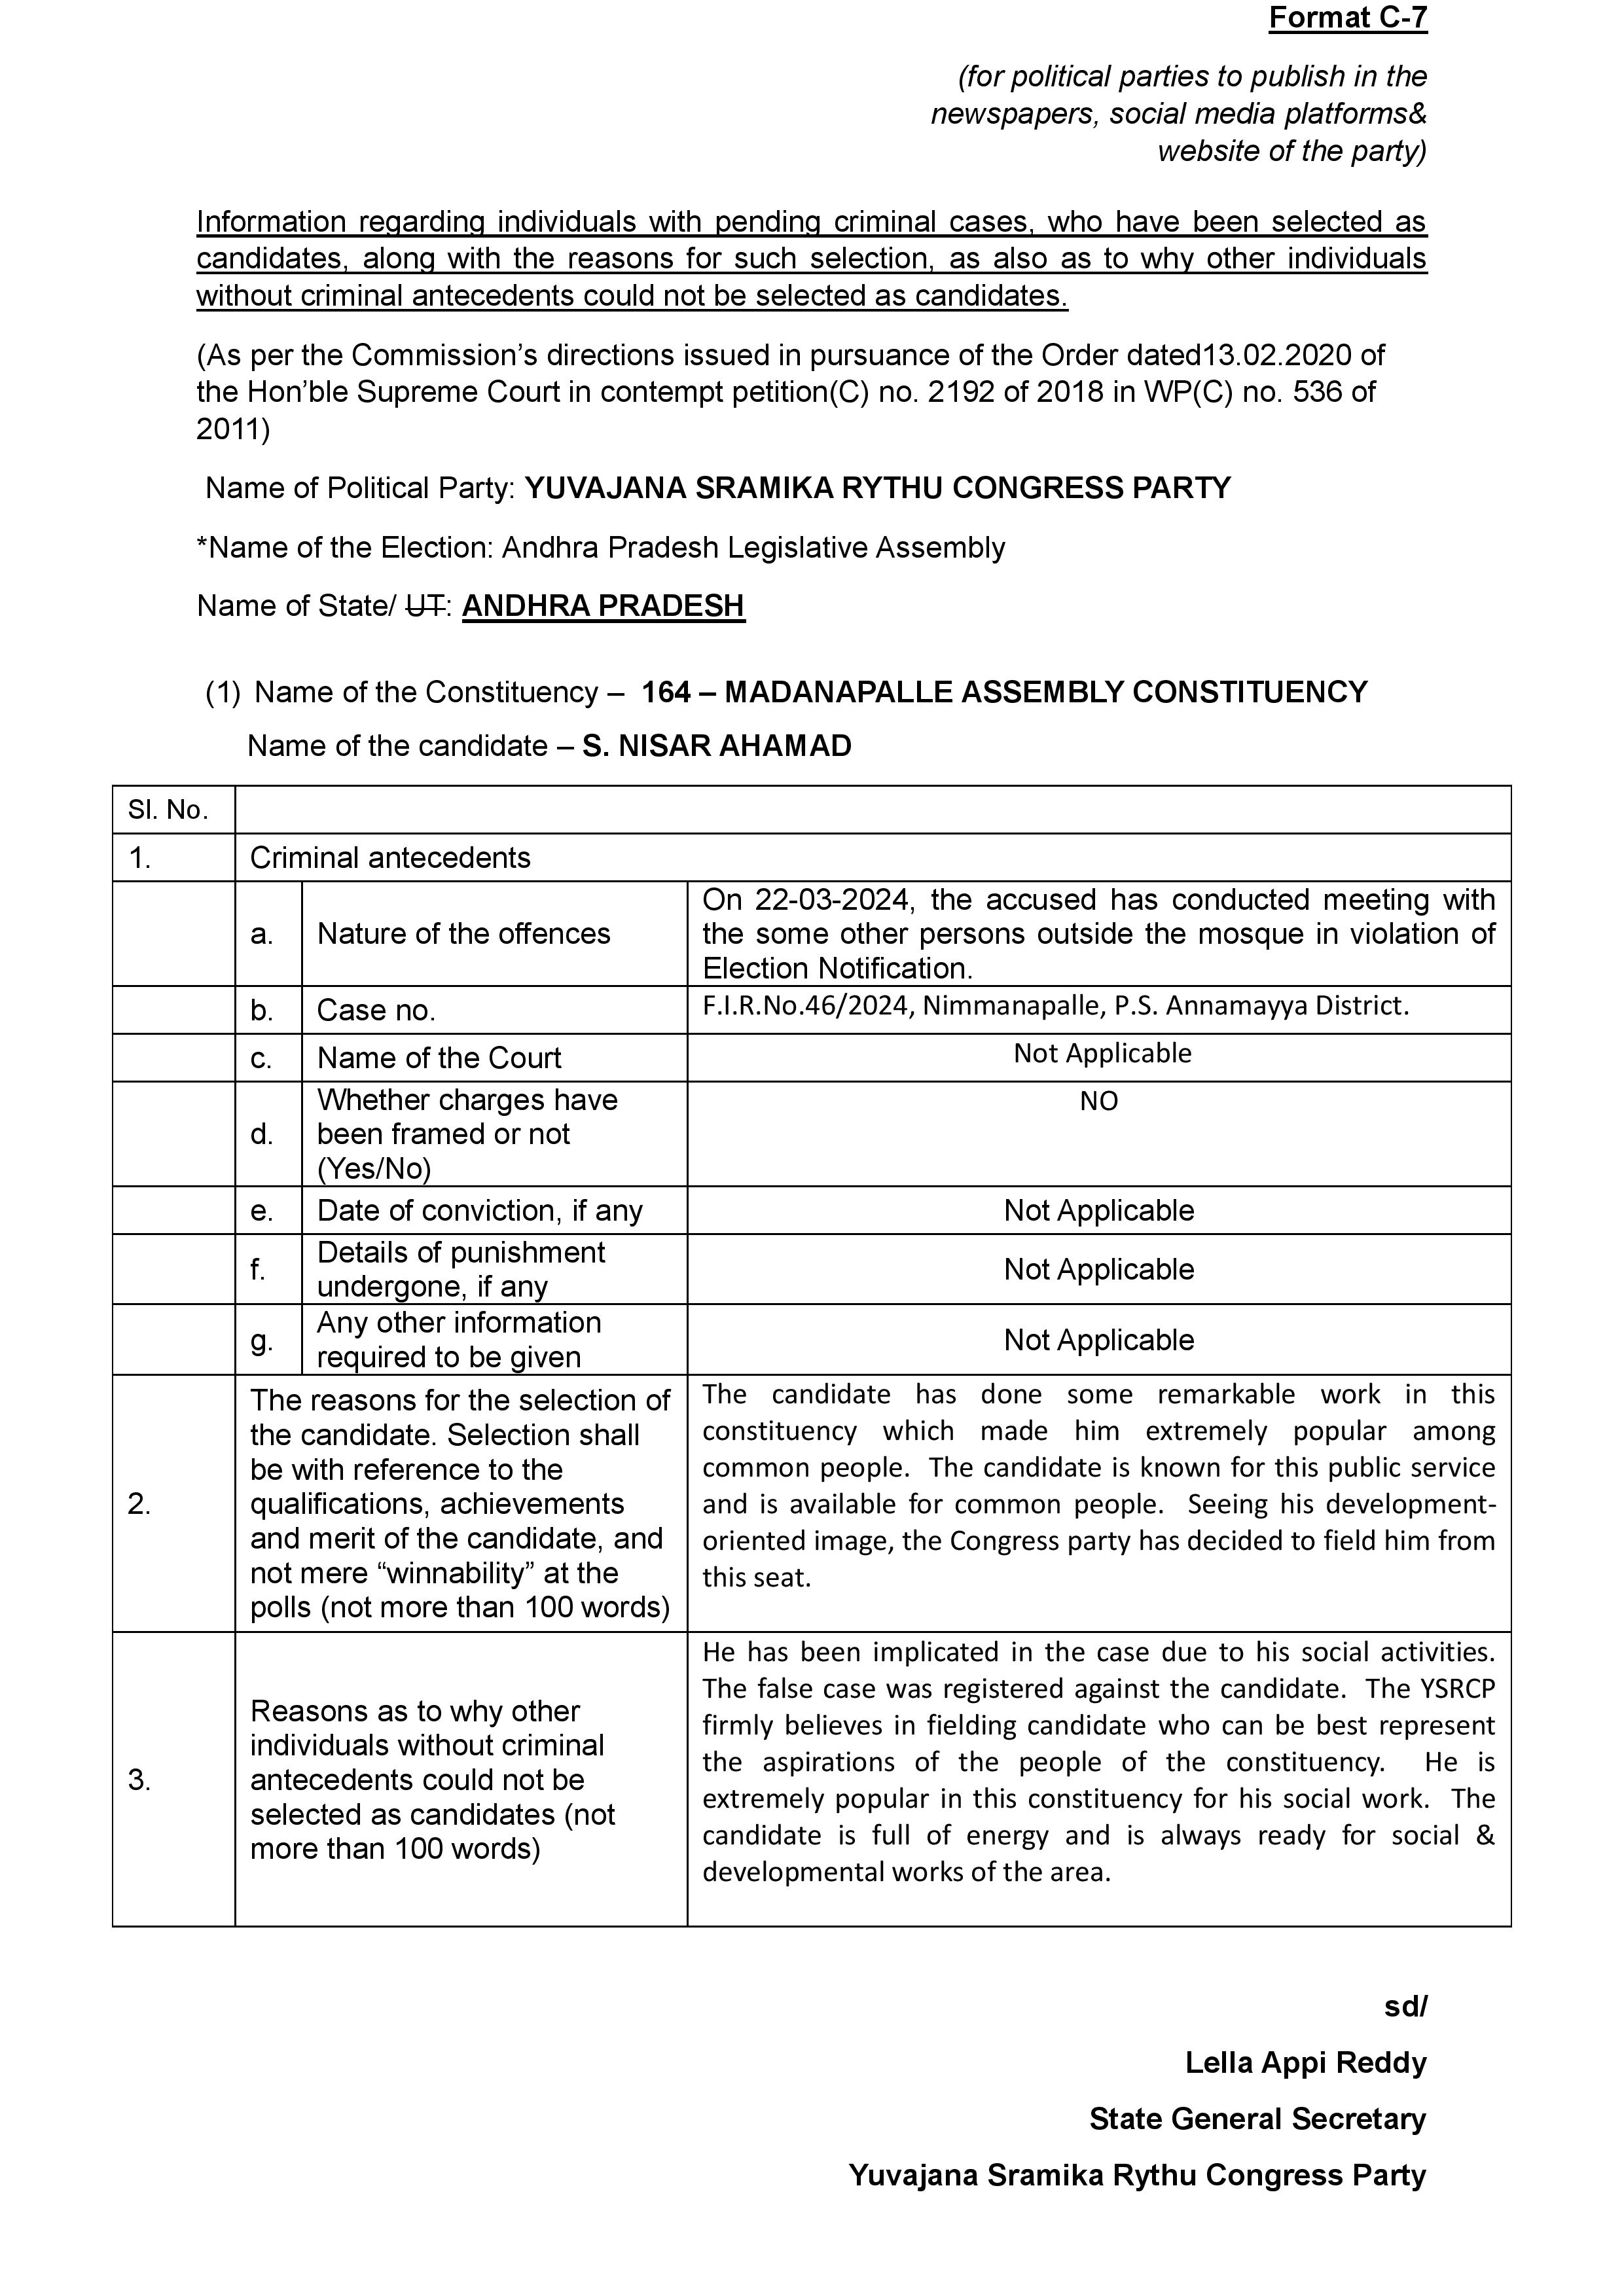 Format C-7
(for political parties to publish in the
newspapers, social media platforms&
website of the party)
Information regarding individuals with pending criminal cases, who have been selected as
candidates, along with the reasons for such selection, as also as to why other individuals
without criminal antecedents could not be selected as candidates.
(As per the Commission’s directions issued in pursuance of the Order dated13.02.2020 of
the Hon’ble Supreme Court in contempt petition(C) no. 2192 of 2018 in WP(C) no. 536 of
2011)
Name of Political Party: YUVAJANA SRAMIKA RYTHU CONGRESS PARTY
*Name of the Election: Andhra Pradesh Legislative Assembly
Name of State/ UT: ANDHRA PRADESH
(1) Name of the Constituency – 164 – MADANAPALLE ASSEMBLY CONSTITUENCY
Name of the candidate – S. NISAR AHAMAD
Sl. No.
1. Criminal antecedents
a. Nature of the offences
On 22-03-2024, the accused has conducted meeting with
the some other persons outside the mosque in violation of
Election Notification.
b. Case no.
F.I.R.No.46/2024, Nimmanapalle, P.S. Annamayya District.
c. Name of the Court
Not Applicable
d. Whether charges have
been framed or not
(Yes/No)
NO
e. Date of conviction, if any
Not Applicable
f. Details of punishment
undergone, if any
Not Applicable
g. Any other information
required to be given
Not Applicable
2. The reasons for the selection of
the candidate. Selection shall
be with reference to the
qualifications, achievements
and merit of the candidate, and
not mere “winnability” at the
polls (not more than 100 words)
The candidate has done some remarkable work in this
constituency which made him extremely popular among
common people. The candidate is known for this public service
and is available for common people. Seeing his development-
oriented image, the Congress party has decided to field him from
this seat.
3. Reasons as to why other
individuals without criminal
antecedents could not be
selected as candidates (not
more than 100 words)
He has been implicated in the case due to his social activities.
The false case was registered against the candidate. The YSRCP
firmly believes in fielding candidate who can be best represent
the aspirations of the people of the constituency. He is
extremely popular in this constituency for his social work. The
candidate is full of energy and is always ready for social &
developmental works of the area.
sd/
Lella Appi Reddy
State General Secretary
Yuvajana Sramika Rythu Congress Party